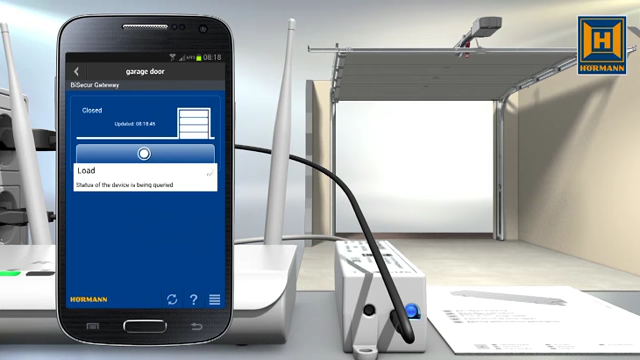 08:18
garage door
BiSecur Gateway
Closed
Updated: 08:18:46
Load
Status of the device is being queried
HÖRMANN
HÖRMANN